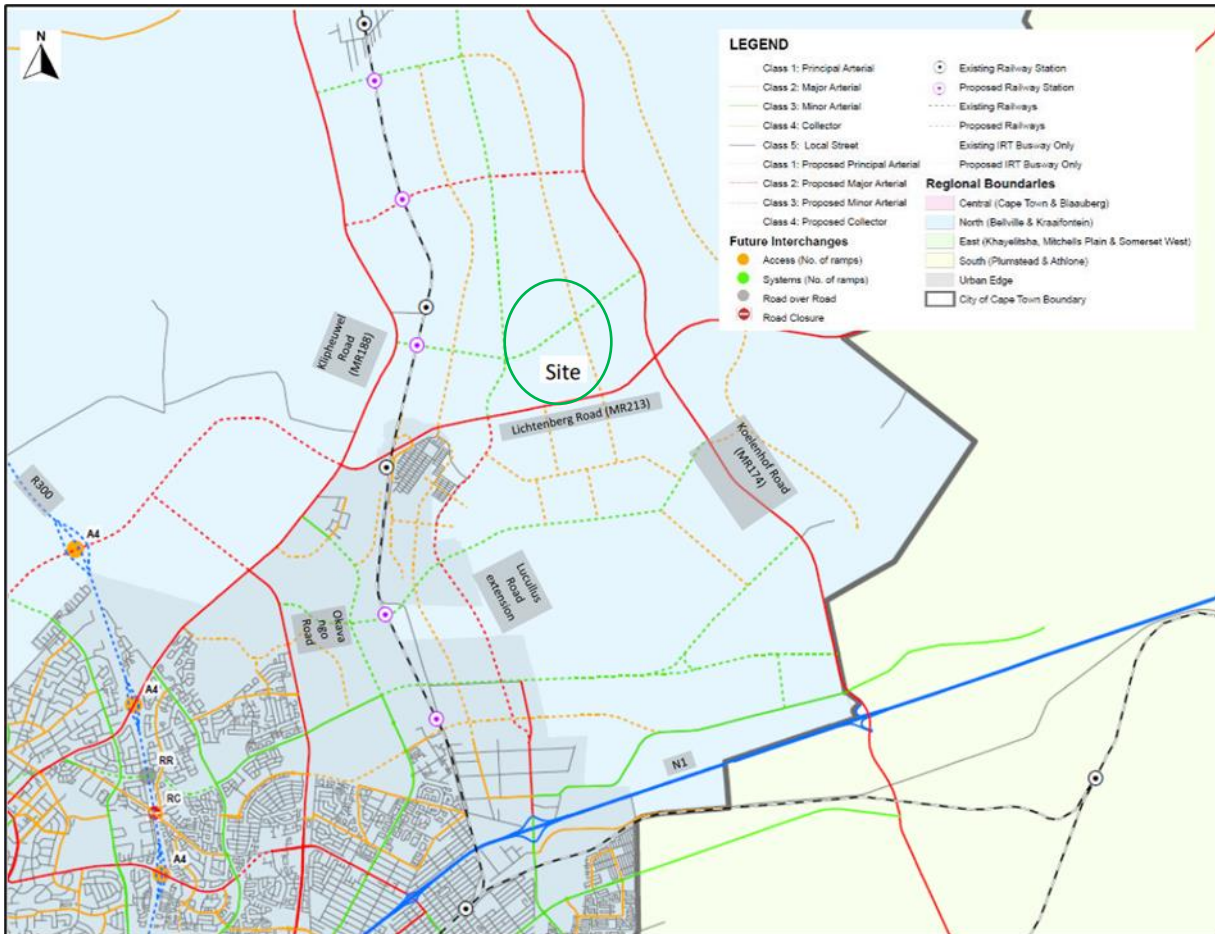 N
LEGEND
Class 1: Principal Arterial
Class 2: Major Arterial
Class 3: Minor Arterial
Class 4: Collector
Class 5: Local Street
Class 1: Proposed Principal Arterial
Class 2: Proposed Major Arterial
Class 3: Proposed Minor Arterial
Class 4: Proposed Collector
Future Interchanges
Access (No. of ramps)
Systems (No. of ramps)
Road over Road
Road Closure
Existing Railway Station
Proposed Railway Station
Existing Railways
Proposed Railways
Existing IRT Busway Only
Proposed IRT Busway Only
Regional Boundaries
Central (Cape Town & Blaauberg)
North (Bellville & Kraaifontein)
East (Khayelitsha, Mitchells Plain & Somerset West)
South (Plumstead & Athlone)
Urban Edge
City of Cape Town Boundary
Klipheuwel
Road
(MR188)
Site
Lichtenberg Road (MR213)
Koelenhof Road
(MR174)
R300
A4
Lucullus
Road
extension
Okava
ngo
Road
A4
RR
RC
A4
N1